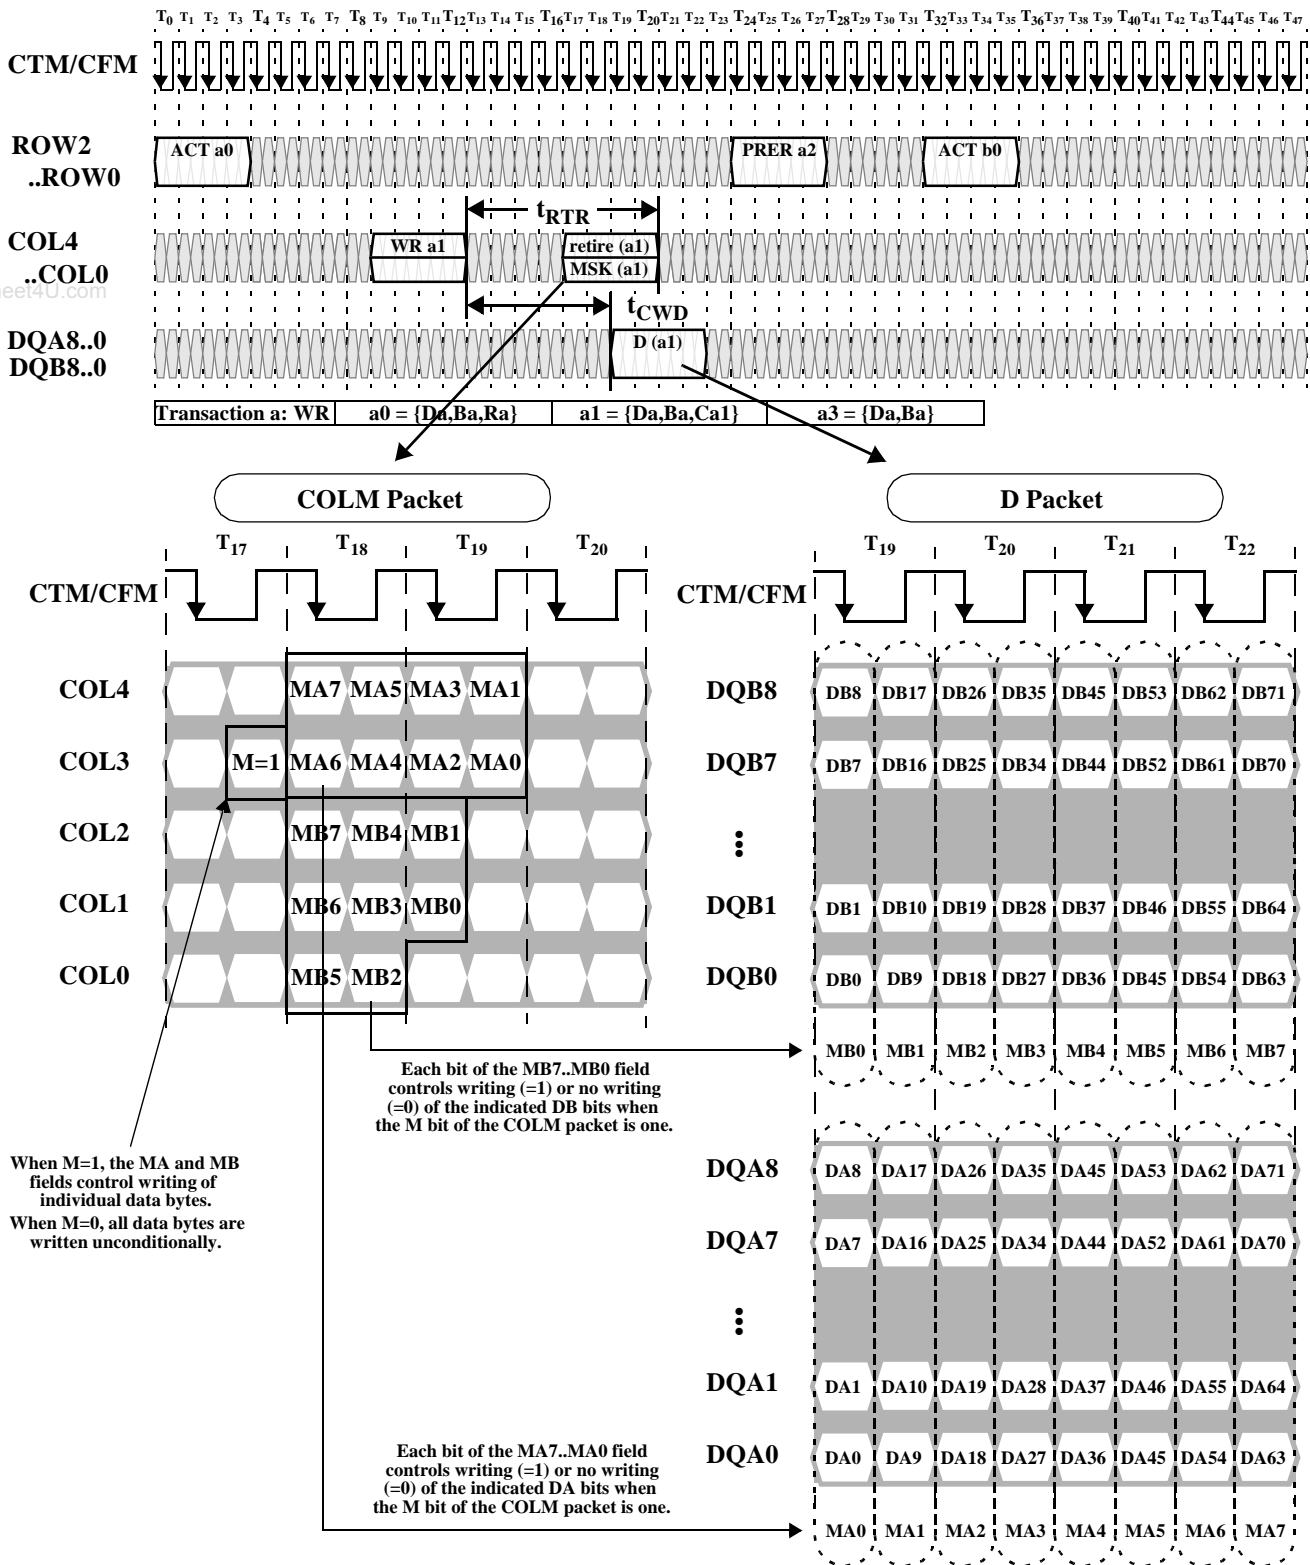 T0 T1 T2 T3 T4 T5 T6 T7 T8 T9 T10 T11 T12 T13 T14 T15 T16 T17 T18 T19 T20 T21 T22 T23 T24 T25 T26 T27 T28 T29 T30 T31 T32 T33 T34 T35 T36 T37 T38 T39 T40 T41 T42 T43 T44 T45 T46 T47
CTM/CFM
ROW2
..ROW0
ACT a0
PRER a2
ACT b0
tRTR
COL4
..COL0
WR a1
retire (a1)
MSK (a1)
eet4U.com
tCWD
DQA8..0
DQB8..0
D (a1)
Transaction a: WR a0 = {Da,Ba,Ra} a1 = {Da,Ba,Ca1} a3 = {Da,Ba}
COLM Packet
D Packet
T17 T18 T19 T20
CTM/CFM
COL4 MA7 MA5 MA3 MA1
COL3 M=1 MA6 MA4 MA2 MA0
COL2 MB7 MB4 MB1
COL1 MB6 MB3 MB0
COL0 MB5 MB2
T19 T20 T21 T22
CTM/CFM
DQB8 DB8 DB17 DB26 DB35 DB45 DB53 DB62 DB71
DQB7 DB7 DB16 DB25 DB34 DB44 DB52 DB61 DB70
DQB1 DB1 DB10 DB19 DB28 DB37 DB46 DB55 DB64
DQB0 DB0 DB9 DB18 DB27 DB36 DB45 DB54 DB63
MB0 MB1 MB2 MB3 MB4 MB5 MB6 MB7
Each bit of the MB7..MB0 field
controls writing (=1) or no writing
(=0) of the indicated DB bits when
the M bit of the COLM packet is one.
When M=1, the MA and MB
fields control writing of
individual data bytes.
When M=0, all data bytes are
written unconditionally.
DQA8 DA8 DA17 DA26 DA35 DA45 DA53 DA62 DA71
DQA7 DA7 DA16 DA25 DA34 DA44 DA52 DA61 DA70
DQA1 DA1 DA10 DA19 DA28 DA37 DA46 DA55 DA64
DQA0 DA0 DA9 DA18 DA27 DA36 DA45 DA54 DA63
MA0 MA1 MA2 MA3 MA4 MA5 MA6 MA7
Each bit of the MA7..MA0 field
controls writing (=1) or no writing
(=0) of the indicated DA bits when
the M bit of the COLM packet is one.